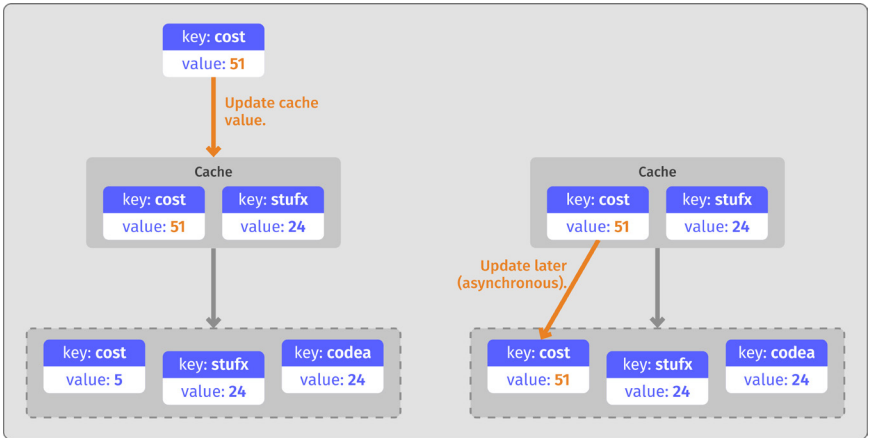 key: cost
value: 51
Update cache
value.
Cache
key: cost
value: 51
key: stufx
value: 24
key: cost
value: 5
key: stufx
value: 24
key: codea
value: 24
Cache
key: cost
value: 51
key: stufx
value: 24
Update later
(asynchronous).
key: cost
value: 51
key: stufx
value: 24
key: codea
value: 24